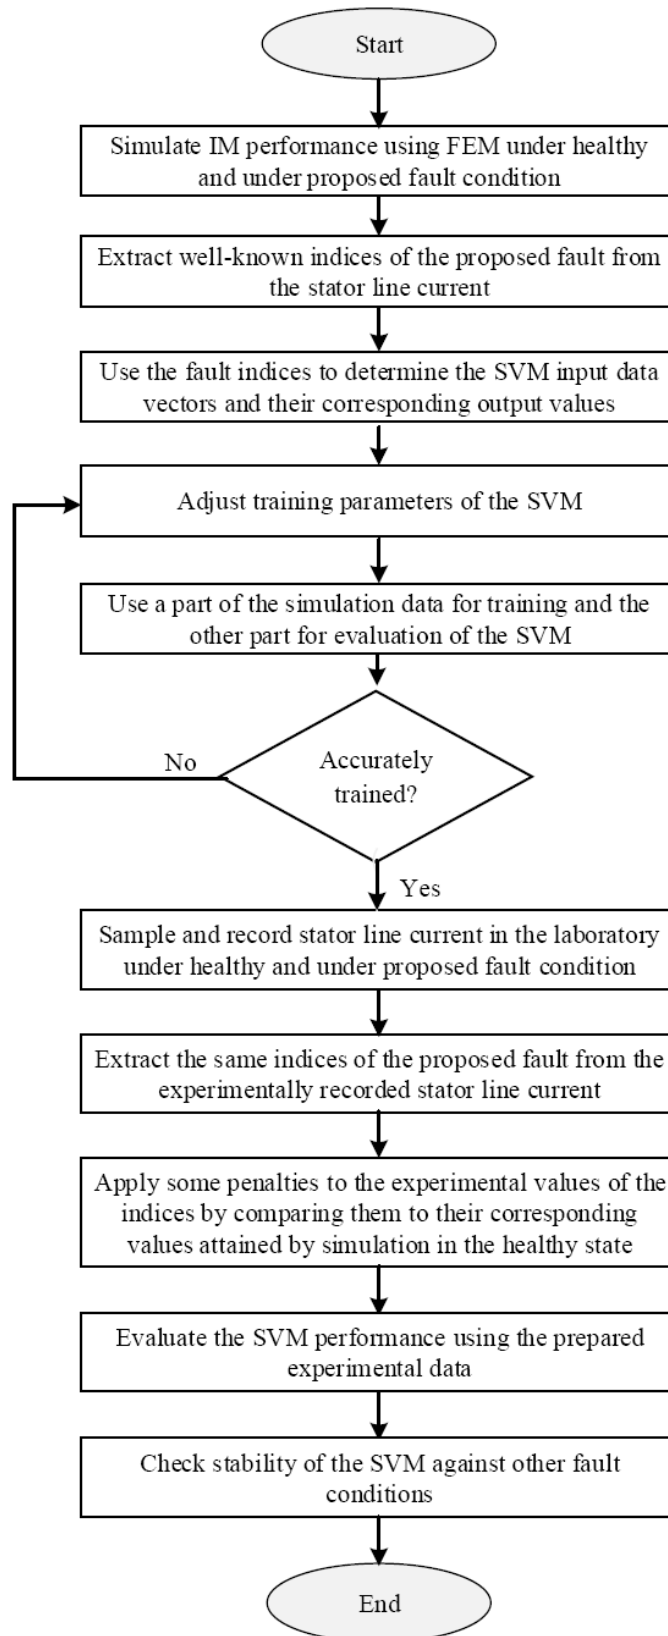 Start
Simulate IM performance using FEM under healthy
and under proposed fault condition
Extract well-known indices of the proposed fault from
the stator line current
Use the fault indices to determine the SVM input data
vectors and their corresponding output values
Adjust training parameters of the SVM
Use a part of the simulation data for training and the
other part for evaluation of the SVM
No
Accurately
trained?
Yes
Sample and record stator line current in the laboratory
under healthy and under proposed fault condition
Extract the same indices of the proposed fault from the
experimentally recorded stator line current
Apply some penalties to the experimental values of the
indices by comparing them to their corresponding
values attained by simulation in the healthy state
Evaluate the SVM performance using the prepared
experimental data
Check stability of the SVM against other fault
conditions
End